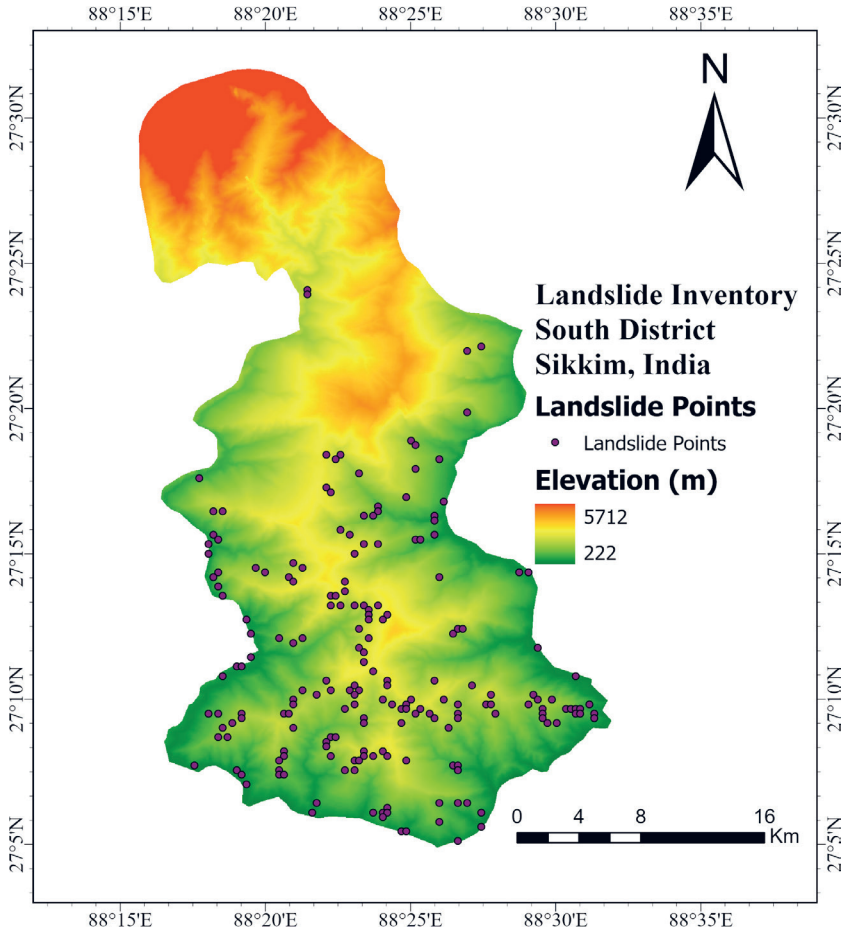 88°15'E 88°20'E 88°25'E 88°30'E 88°35'E
N
27°30'N 27°30'N
27°25'N 27°25'N
Landslide Inventory
South District
Sikkim, India
27°20'N 27°20'N
Landslide Points
Landslide Points
Elevation (m)
5712
222
27°15'N 27°15'N
27°10'N 27°10'N
0 8 16
Km
27°5'N 27°5'N
88°15'E 88°20'E 88°25'E 88°30'E 88°35'E